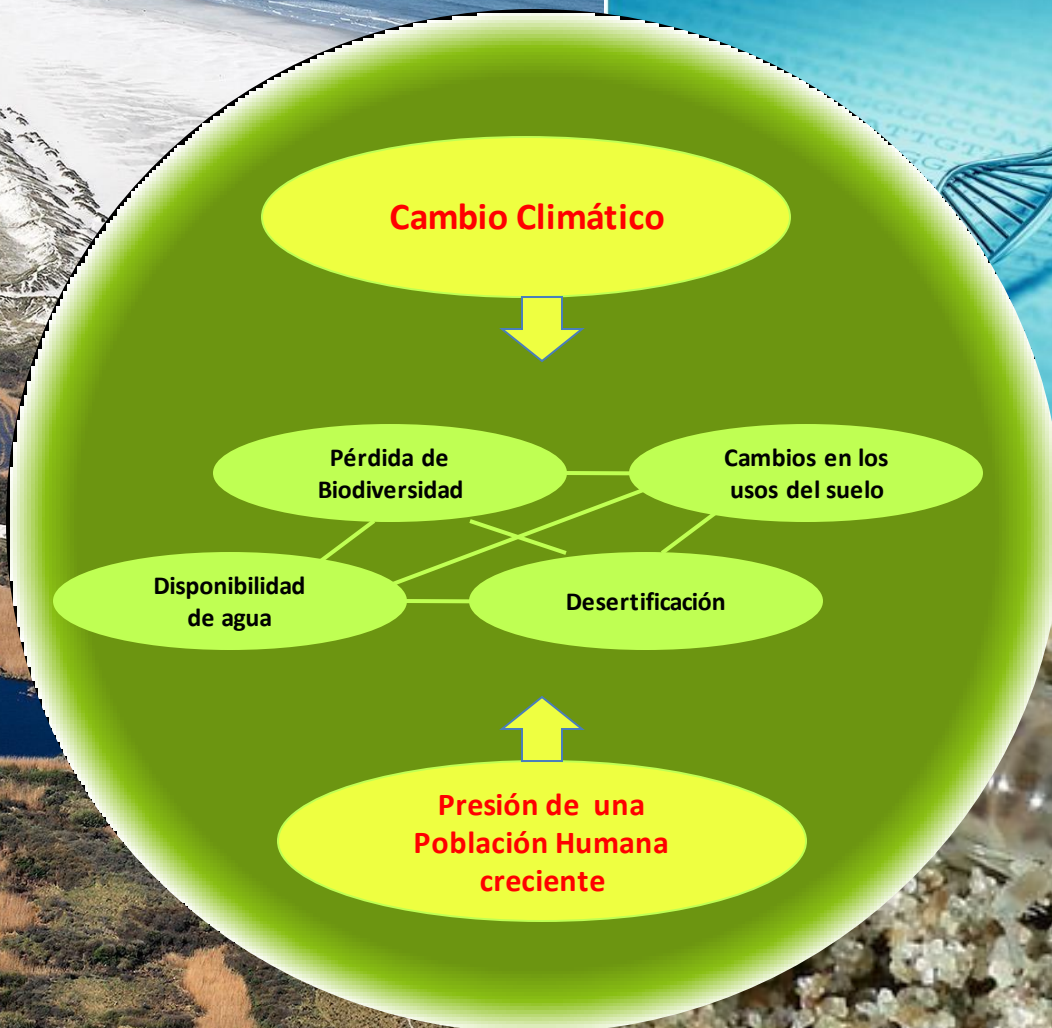 Cambio Climático
Pérdida de
Biodiversidad
Cambios en los
usos del suelo
Disponibilidad
de agua
Desertificación
Presión de una
Población Humana
creciente